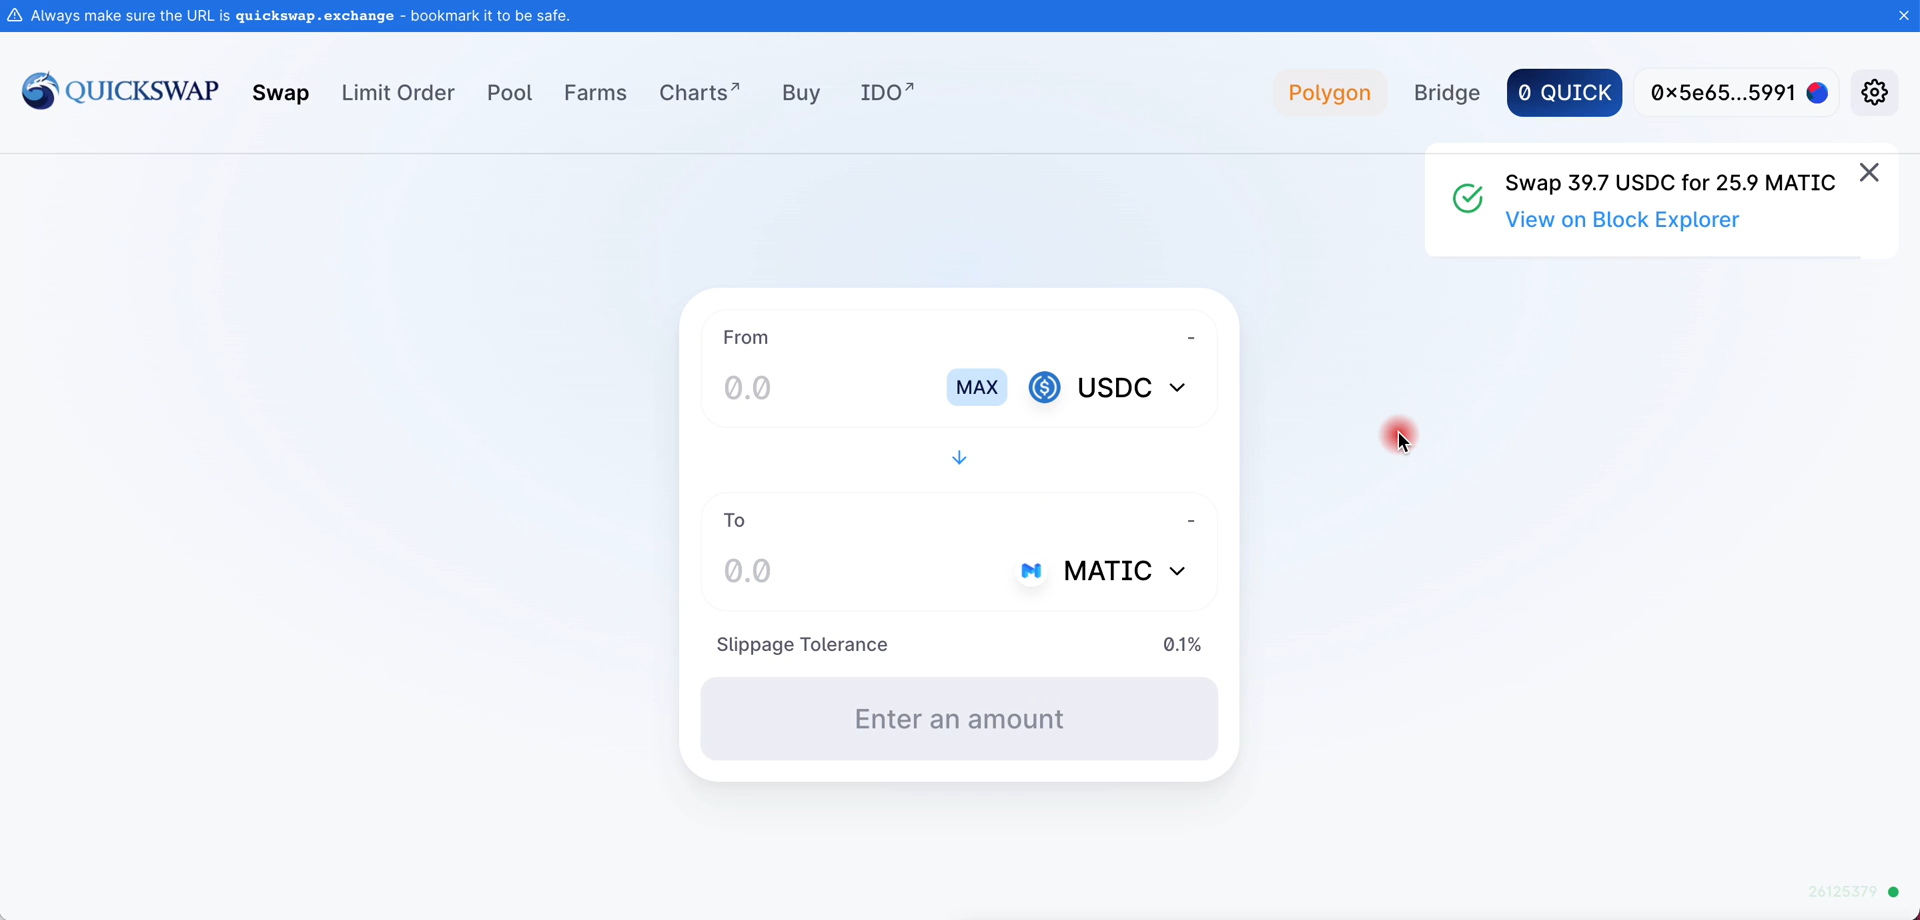 Always make sure the URL is quickswap.exchange - bookmark it to be safe.
QUICKSWAP
Swap
Limit Order
Pool
Farms
Charts↗
Buy
IDO↗
Polygon
Bridge
0 QUICK
0×5e65...5991
Swap 39.7 USDC for 25.9 MATIC
View on Block Explorer
From
-
0.0
MAX
USDC
To
-
0.0
MATIC
Slippage Tolerance
0.1%
Enter an amount
26125379